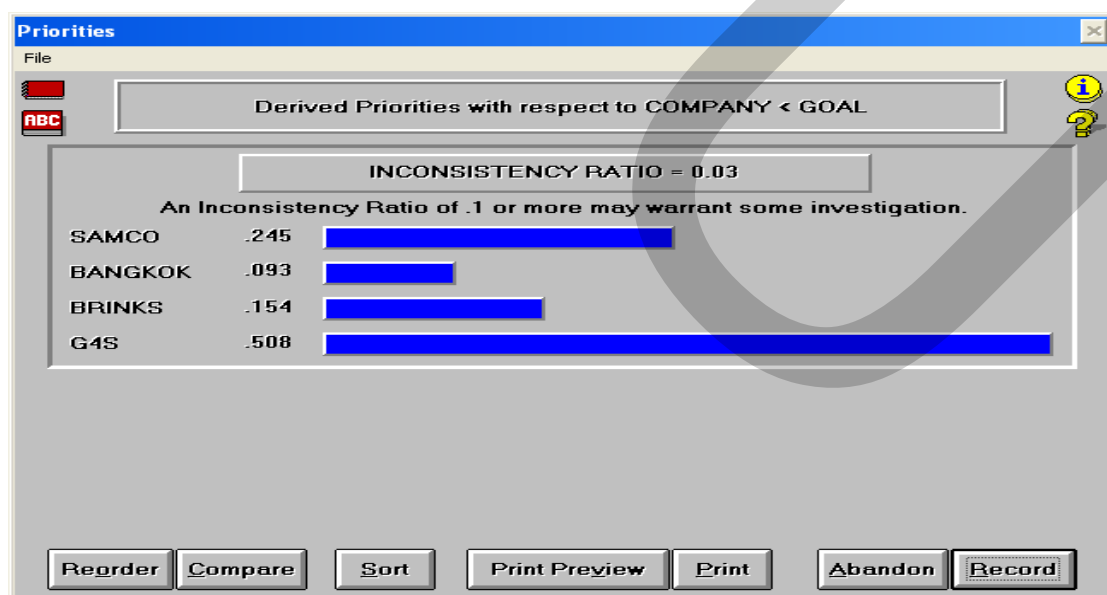 Priorities
File
Derived Priorities with respect to COMPANY < GOAL
ABC
INCONSISTENCY RATIO = 0.03
An Inconsistency Ratio of .1 or more may warrant some investigation.
SAMCO .245
BANGKOK .093
BRINKS .154
G4S .508
Reorder Compare Sort Print Preview Print Abandon Record